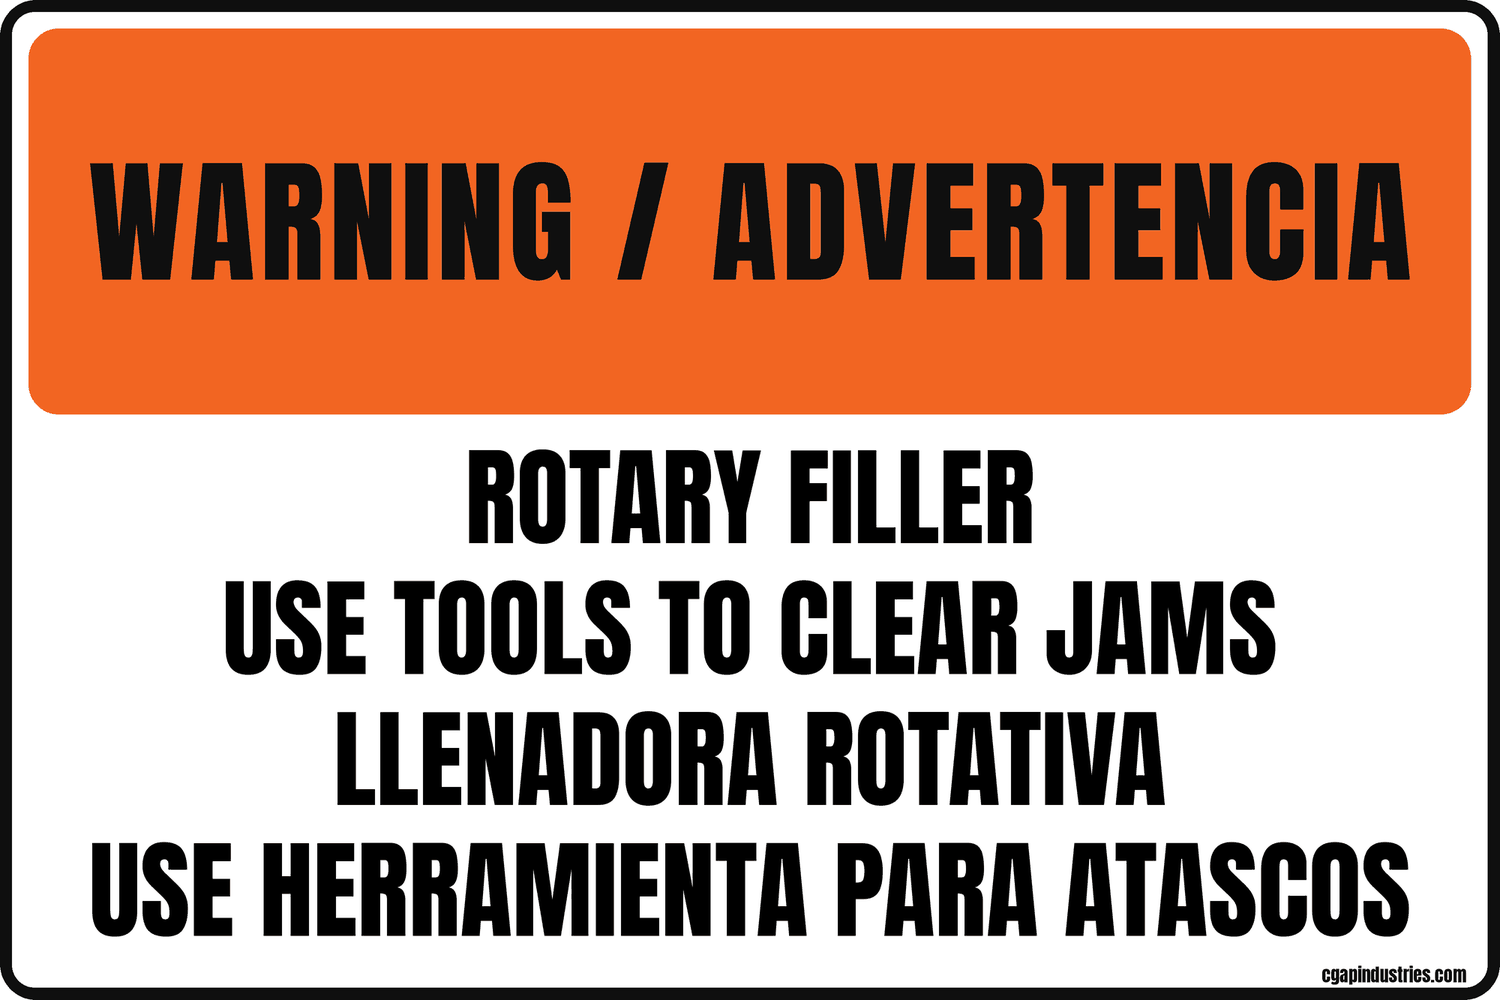 WARNING / ADVERTENCIA
ROTARY FILLER
USE TOOLS TO CLEAR JAMS
LLENADORA ROTATIVA
USE HERRAMIENTA PARA ATASCOS
cgapindustries.com